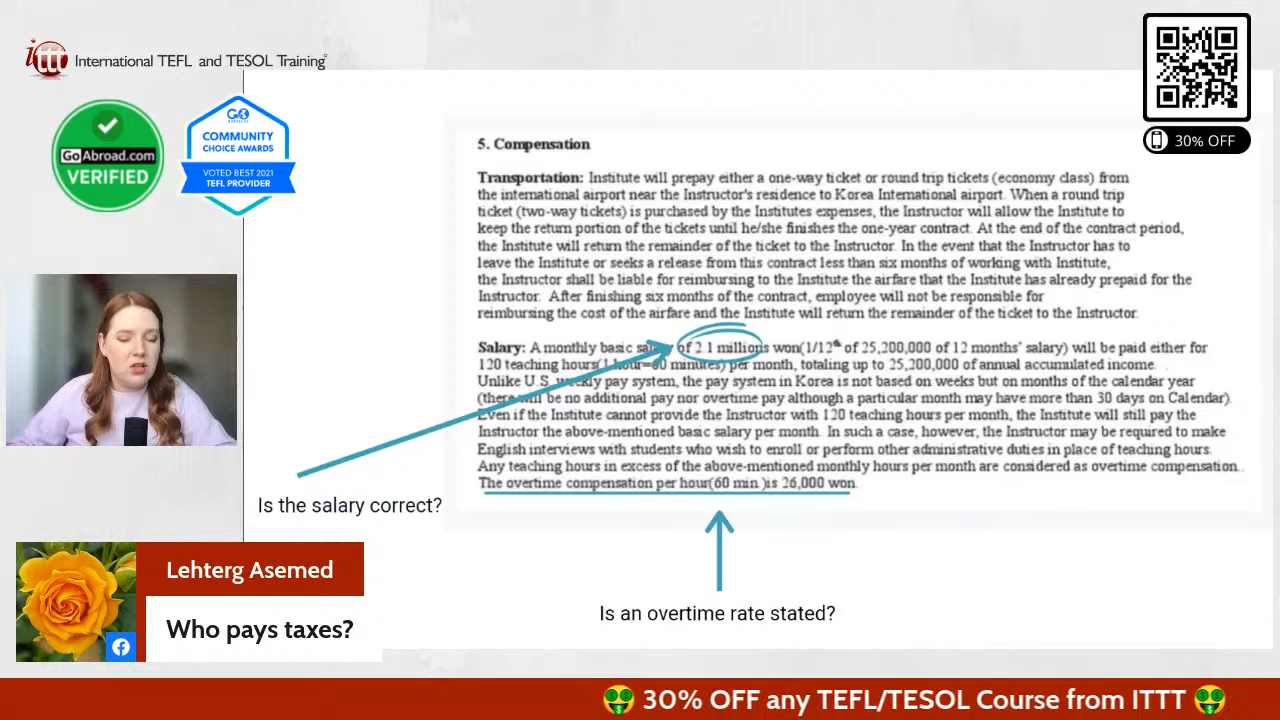 ittt International TEFL and TESOL Training
30% OFF
GoAbroad.com
VERIFIED
GO
COMMUNITY
CHOICE AWARDS
VOTED BEST 2021
TEFL PROVIDER
5. Compensation
Transportation: Institute will prepay either a one-way ticket or round trip tickets (economy class) from
the international airport near the Instructor's residence to Korea International airport. When a round trip
ticket (two-way tickets) is purchased by the Institutes expenses, the Instructor will allow the Institute to
keep the return portion of the tickets until he/she finishes the one-year contract. At the end of the contract period,
the Institute will return the remainder of the ticket to the Instructor. In the event that the Instructor has to
leave the Institute or seeks a release from this contract less than six months of working with Institute,
the Instructor shall be liable for reimbursing to the Institute the airfare that the Institute has already prepaid for the
Instructor. After finishing six months of the contract, employee will not be responsible for
reimbursing the cost of the airfare and the Institute will return the remainder of the ticket to the Instructor.
Salary: A monthly basic salary of 2.1 millions won(1/12th of 25,200,000 of 12 months' salary) will be paid either for
120 teaching hours(1 hour=60 minutes) per month, totaling up to 25,200,000 of annual accumulated income.
Unlike U.S. weekly pay system, the pay system in Korea is not based on weeks but on months of the calendar year
(there will be no additional pay nor overtime pay although a particular month may have more than 30 days on Calendar).
Even if the Institute cannot provide the Instructor with 120 teaching hours per month, the Institute will still pay the
Instructor the above-mentioned basic salary per month. In such a case, however, the Instructor may be required to make
English interviews with students who wish to enroll or perform other administrative duties in place of teaching hours.
Any teaching hours in excess of the above-mentioned monthly hours per month are considered as overtime compensation.
The overtime compensation per hour(60 min.)is 26,000 won.
Is the salary correct?
Is an overtime rate stated?
Lehterg Asemed
Who pays taxes?
30% OFF any TEFL/TESOL Course from ITTT